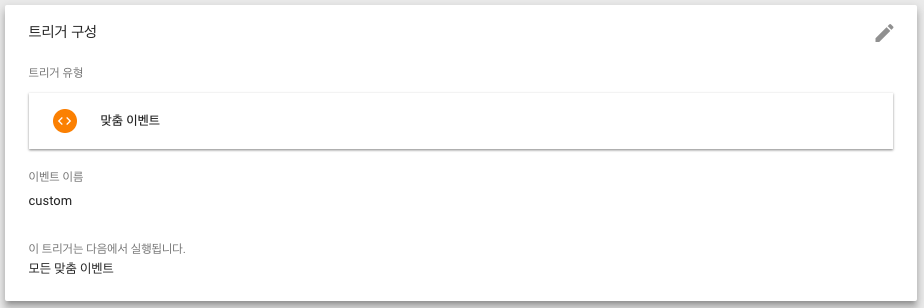 트리거 구성
트리거 유형
맞춤 이벤트
이벤트 이름
custom
이 트리거는 다음에서 실행됩니다.
모든 맞춤 이벤트